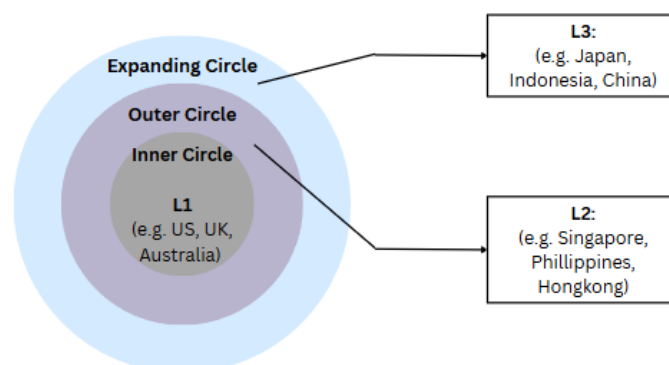 Expanding Circle
Outer Circle
Inner Circle
L1
(e.g. US, UK,
Australia)
L3:
(e.g. Japan,
Indonesia, China)
L2:
(e.g. Singapore,
Phillippines,
Hongkong)